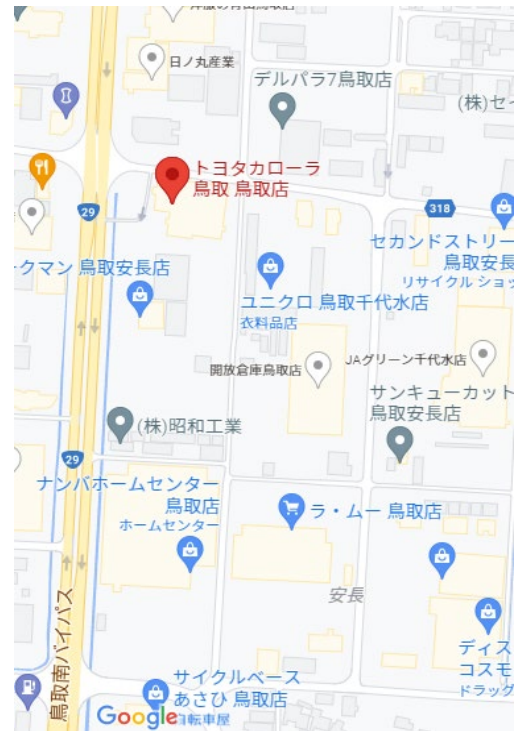 日ノ丸産業
デルパラ7鳥取店
(株)セイ
トヨタカローラ
鳥取 鳥取店
29
318
セカンドストリー
鳥取安長
リサイクル ショッ
ークマン 鳥取安長店
ユニクロ 鳥取千代水店
衣料品店
開放倉庫鳥取店
JAグリーン千代水店
サンキューカット
鳥取安長店
(株)昭和工業
29
ナンバホームセンター
鳥取店
ホームセンター
ラ・ムー 鳥取店
安長
鳥取南バイパス
ディス
コスモ
ドラッグ
サイクルベース
あさひ 鳥取店
自転車屋
Google